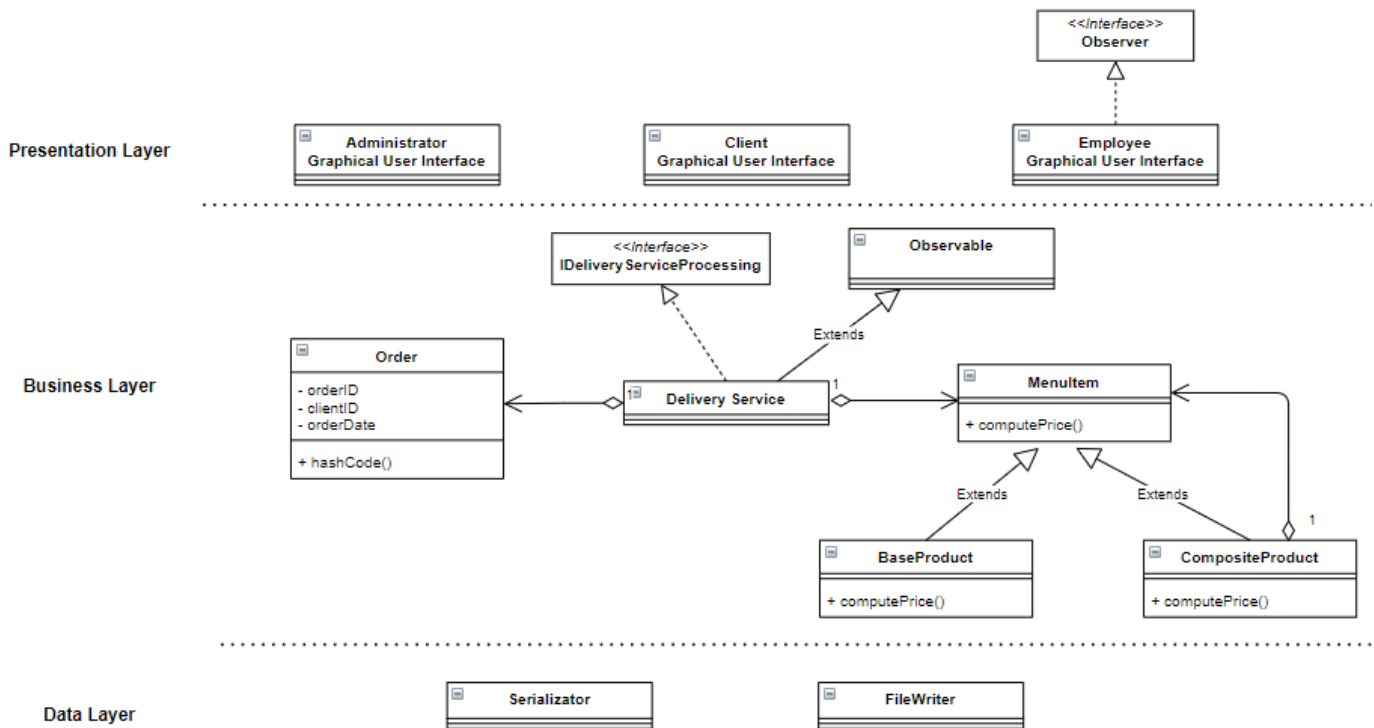 <<Interface>>
Observer
Presentation Layer
Administrator
Graphical User Interface
Client
Graphical User Interface
Employee
Graphical User Interface
<<Interface>>
IDeliveryServiceProcessing
Observable
Extends
Business Layer
Order
- orderID
- clientID
- orderDate
+ hashCode()
1
Delivery Service
1
MenuItem
+ computePrice()
Extends
Extends
1
BaseProduct
+ computePrice()
CompositeProduct
+ computePrice()
Data Layer
Serializator
FileWriter